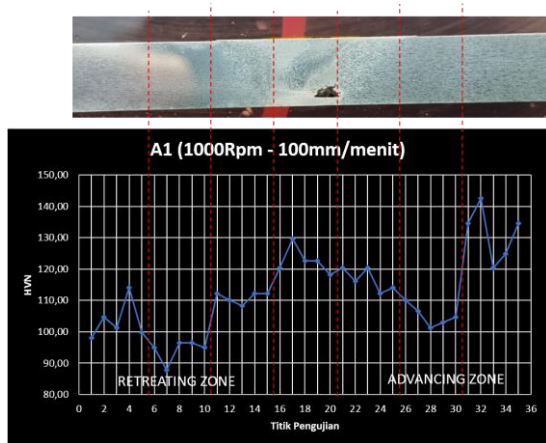 A1 (1000Rpm - 100mm/menit)
150,00
140,00
130,00
120,00
110,00
100,00
90,00
80,00
HVN
RETREATING ZONE
ADVANCING ZONE
0 2 4 6 8 10 12 14 16 18 20 22 24 26 28 30 32 34 36
Titik Pengujian